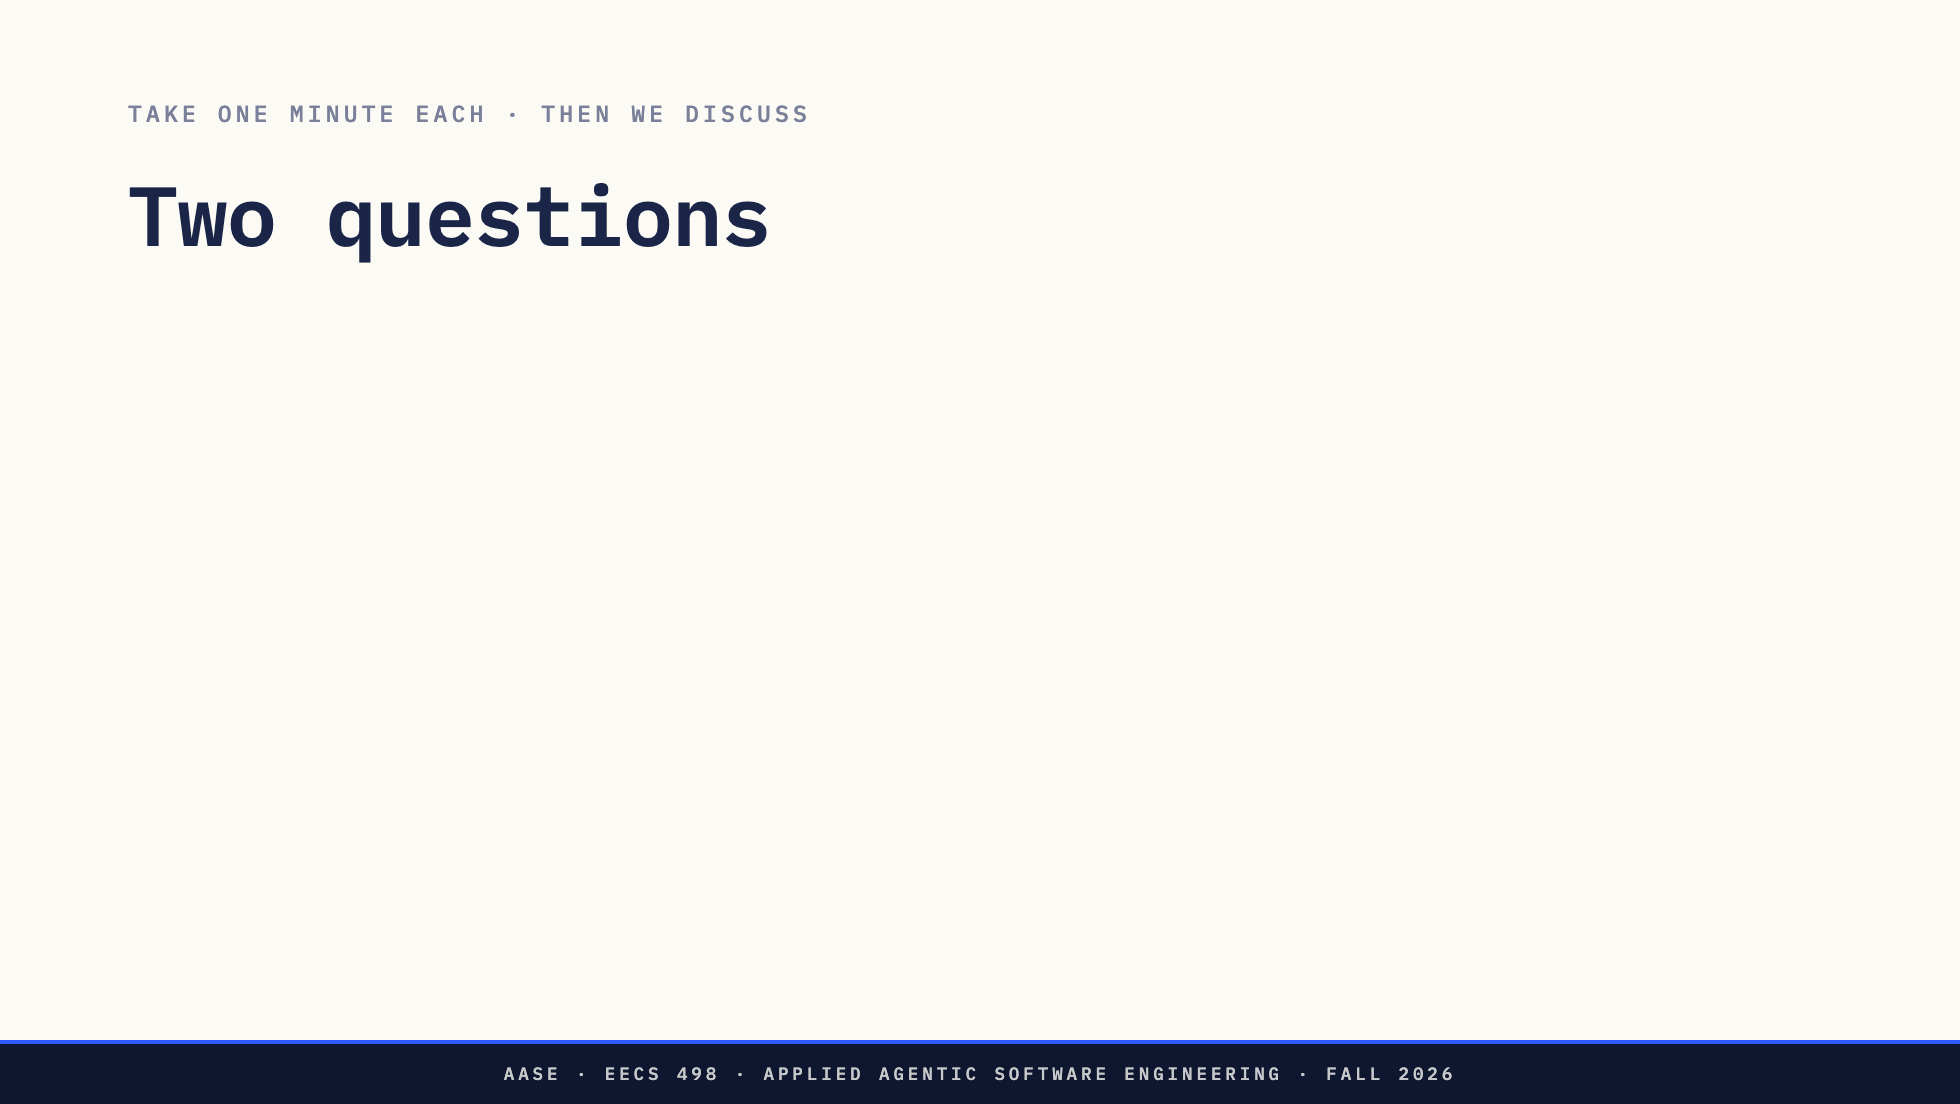 TAKE ONE MINUTE EACH · THEN WE DISCUSS
Two questions
AASE · EECS 498 · APPLIED AGENTIC SOFTWARE ENGINEERING · FALL 2026